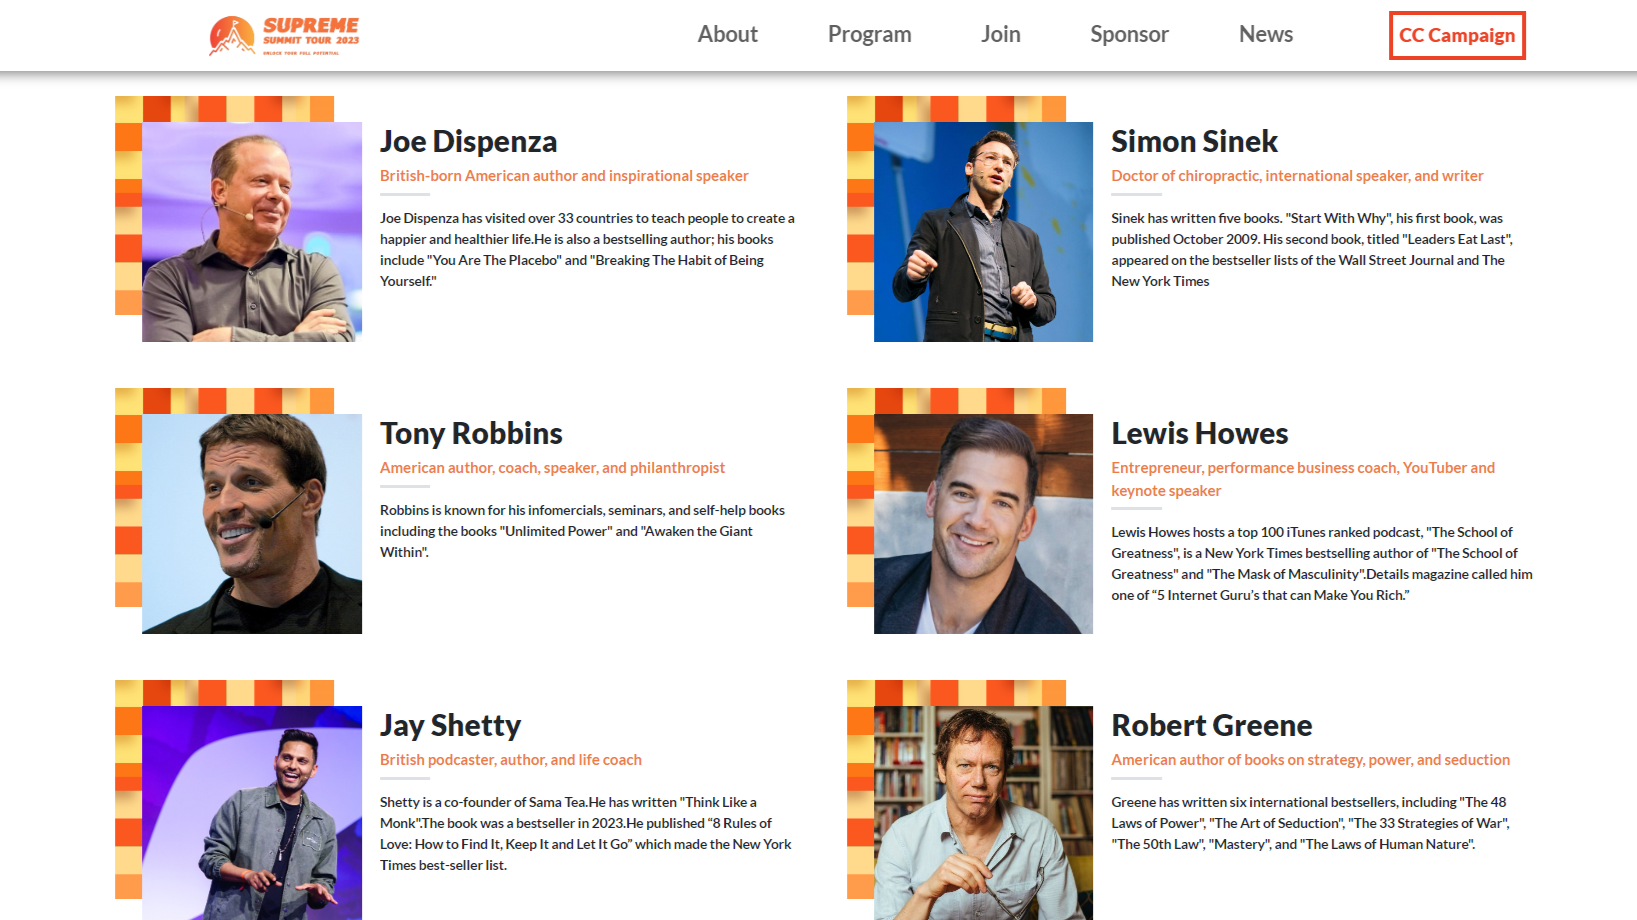 SUPREME
SUMMIT TOUR 2023
UNLOCK YOUR FULL POTENTIAL
About
Program
Join
Sponsor
News
CC Campaign
Joe Dispenza
British-born American author and inspirational speaker
Joe Dispenza has visited over 33 countries to teach people to create a
happier and healthier life.He is also a bestselling author; his books
include "You Are The Placebo" and "Breaking The Habit of Being
Yourself."
Simon Sinek
Doctor of chiropractic, international speaker, and writer
Sinek has written five books. "Start With Why", his first book, was
published October 2009. His second book, titled "Leaders Eat Last",
appeared on the bestseller lists of the Wall Street Journal and The
New York Times
Tony Robbins
American author, coach, speaker, and philanthropist
Robbins is known for his infomercials, seminars, and self-help books
including the books "Unlimited Power" and "Awaken the Giant
Within".
Lewis Howes
Entrepreneur, performance business coach, YouTuber and
keynote speaker
Lewis Howes hosts a top 100 iTunes ranked podcast, "The School of
Greatness", is a New York Times bestselling author of "The School of
Greatness" and "The Mask of Masculinity".Details magazine called him
one of “5 Internet Guru’s that can Make You Rich.”
Jay Shetty
British podcaster, author, and life coach
Shetty is a co-founder of Sama Tea.He has written "Think Like a
Monk".The book was a bestseller in 2023.He published “8 Rules of
Love: How to Find It, Keep It and Let It Go” which made the New York
Times best-seller list.
Robert Greene
American author of books on strategy, power, and seduction
Greene has written six international bestsellers, including "The 48
Laws of Power", "The Art of Seduction", "The 33 Strategies of War",
"The 50th Law", "Mastery", and "The Laws of Human Nature".